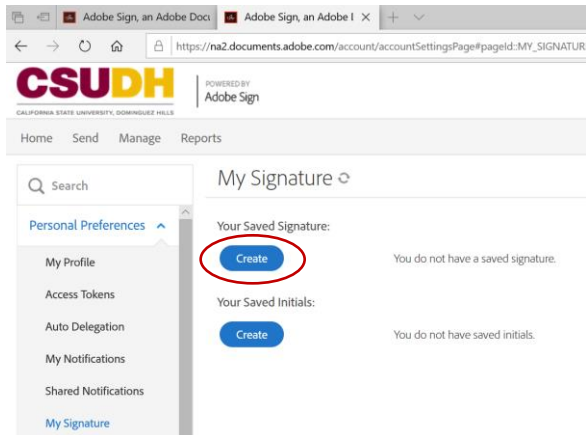 Adobe Sign, an Adobe Docu
Adobe Sign, an Adobe I
https://na2.documents.adobe.com/account/accountSettingsPage#pageId::MY_SIGNATUR
CSUDH
CALIFORNIA STATE UNIVERSITY, DOMINGUEZ HILLS
POWERED BY
Adobe Sign
Home Send Manage Reports
Search
My Signature
Personal Preferences
My Profile
Access Tokens
Auto Delegation
My Notifications
Shared Notifications
My Signature
Your Saved Signature:
Create You do not have a saved signature.
Your Saved Initials:
Create You do not have saved initials.